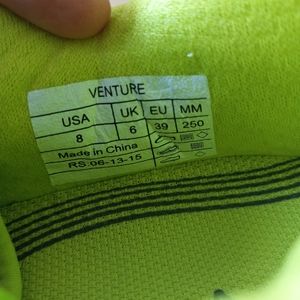 VENTURE
USA UK EU MM
8 6 39 250
Made in China
RS:06-13-15